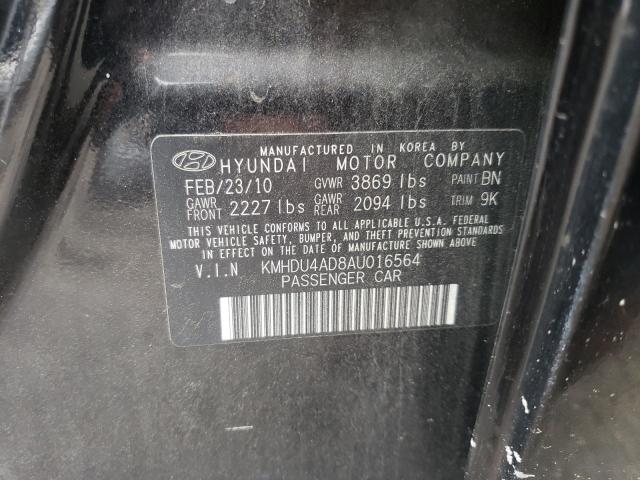 MANUFACTURED IN KOREA BY
HYUNDAI MOTOR COMPANY
FEB/23/10 GVWR 3869 lbs PAINT BN
GAWR FRONT 2227 lbs GAWR REAR 2094 lbs TRIM 9K
THIS VEHICLE CONFORMS TO ALL APPLICABLE U.S.A. FEDERAL
MOTOR VEHICLE SAFETY, BUMPER, AND THEFT PREVENTION STANDARDS
IN EFFECT ON THE DATE OF MANUFACTURE SHOWN ABOVE.
V.I.N KMHDU4AD8AU016564
PASSENGER CAR